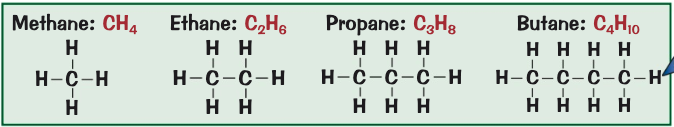 Methane: CH₄ Ethane: C₂H₆ Propane: C₃H₈ Butane: C₄H₁₀
H H H H H H H H H H
H-C-H H-C-C-H H-C-C-C-H H-C-C-C-C-H
H H H H H H H H H H